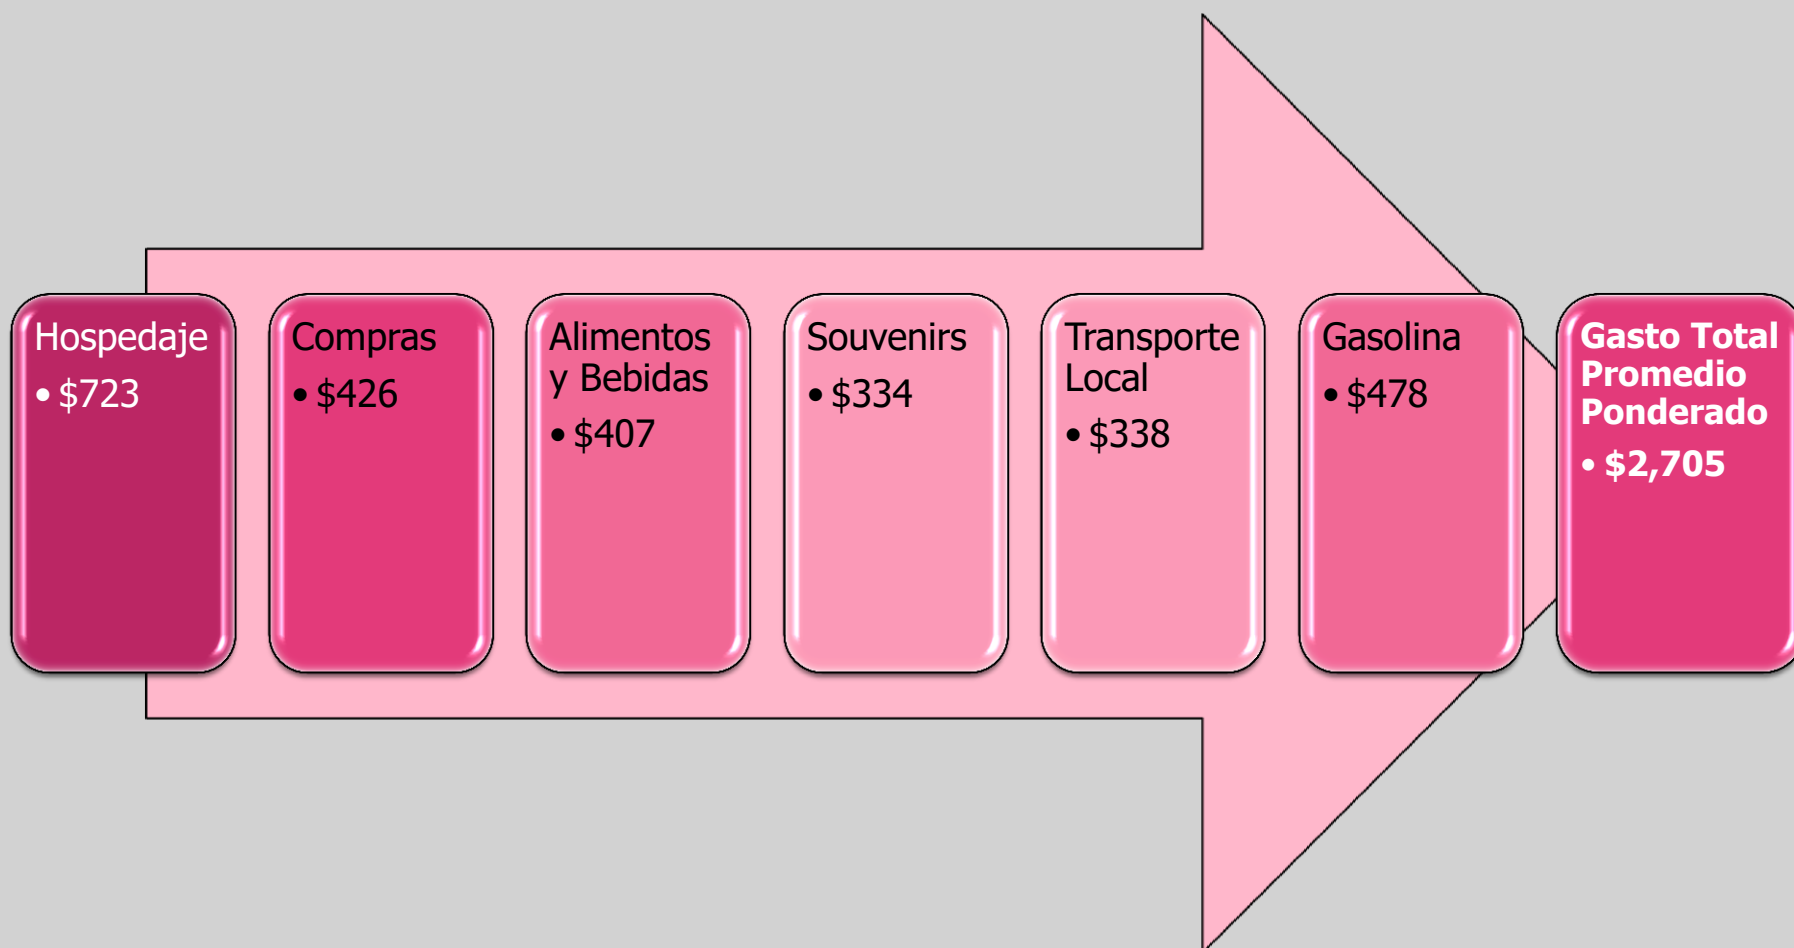 Hospedaje
• $723
Compras
• $426
Alimentos
y Bebidas
• $407
Souvenirs
• $334
Transporte
Local
• $338
Gasolina
• $478
Gasto Total
Promedio
Ponderado
• $2,705